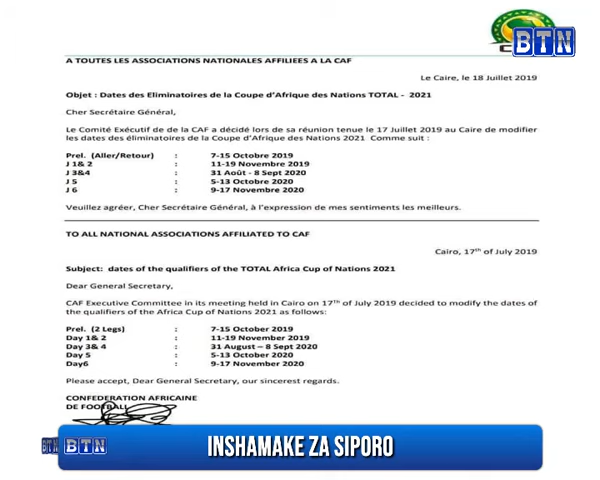 C
BTN
A TOUTES LES ASSOCIATIONS NATIONALES AFFILIEES A LA CAF
Le Caire, le 18 Juillet 2019
Objet : Dates des Eliminatoires de la Coupe d'Afrique des Nations TOTAL - 2021
Cher Secrétaire Général,
Le Comité Exécutif de de la CAF a décidé lors de sa réunion tenue le 17 Juillet 2019 au Caire de modifier
les dates des éliminatoires de la Coupe d'Afrique des Nations 2021 Comme suit :
Prel. (Aller/Retour) : 7-15 Octobre 2019
J 1& 2 : 11-19 Novembre 2019
J 3&4 : 31 Août - 8 Sept 2020
J 5 : 5-13 Octobre 2020
J 6 : 9-17 Novembre 2020
Veuillez agréer, Cher Secrétaire Général, à l'expression de mes sentiments les meilleurs.
TO ALL NATIONAL ASSOCIATIONS AFFILIATED TO CAF
Cairo, 17th of July 2019
Subject: dates of the qualifiers of the TOTAL Africa Cup of Nations 2021
Dear General Secretary,
CAF Executive Committee in its meeting held in Cairo on 17TH of July 2019 decided to modify the dates of
the qualifiers of the Africa Cup of Nations 2021 as follows:
Prel. (2 Legs) : 7-15 October 2019
Day 1& 2 : 11-19 November 2019
Day 3& 4 : 31 August – 8 Sept 2020
Day 5 : 5-13 October 2020
Day6 : 9-17 November 2020
Please accept, Dear General Secretary, our sincerest regards.
CONFEDERATION AFRICAINE
DE FOOTBALL
BTN BTN
INSHAMAKE ZA SIPORO